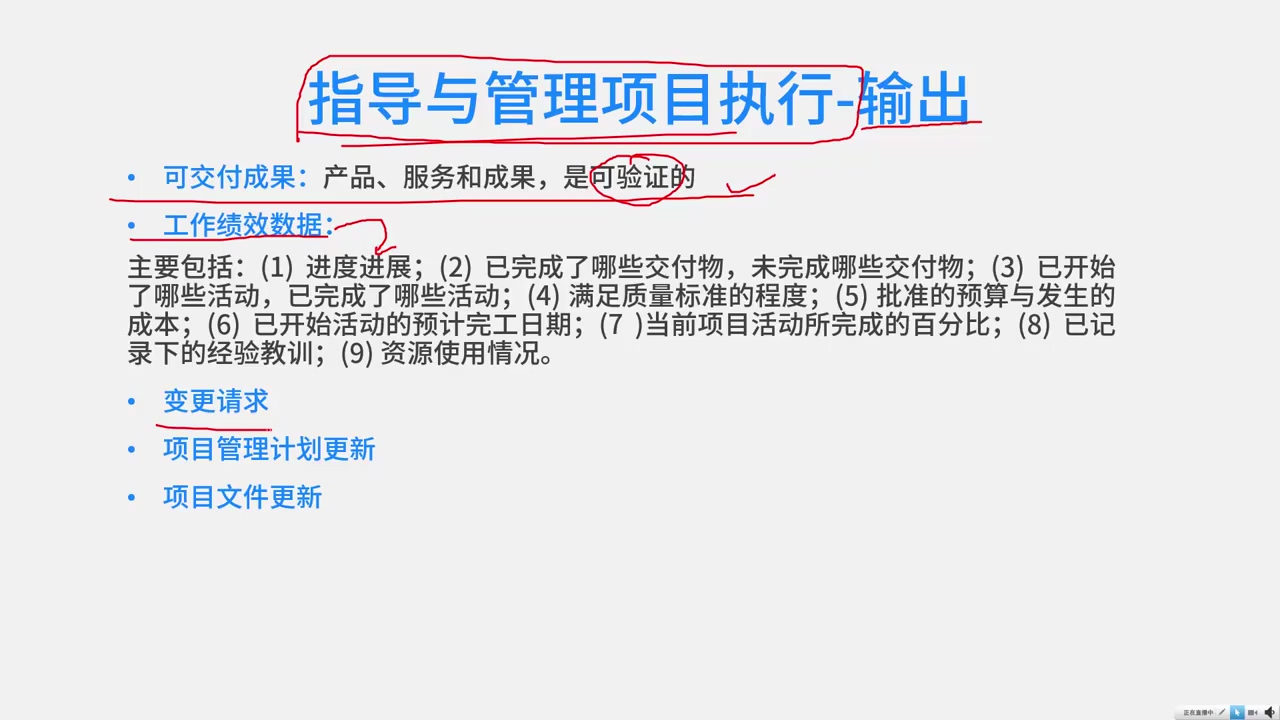 指导与管理项目执行-输出
• 可交付成果：产品、服务和成果，是可验证的
• 工作绩效数据：
主要包括：(1) 进度进展；(2) 已完成了哪些交付物，未完成哪些交付物；(3) 已开始
了哪些活动，已完成了哪些活动；(4) 满足质量标准的程度；(5) 批准的预算与发生的
成本；(6) 已开始活动的预计完工日期；(7 )当前项目活动所完成的百分比；(8) 已记
录下的经验教训；(9) 资源使用情况。
• 变更请求
• 项目管理计划更新
• 项目文件更新
正在直播中